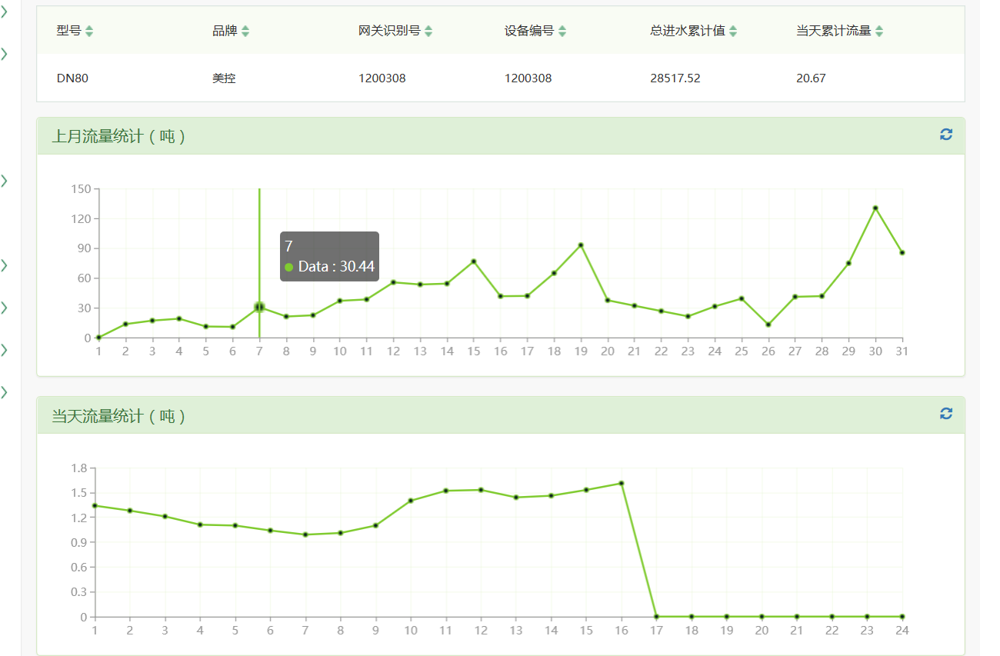 型号 品牌 网关识别号 设备编号 总进水累计值 当天累计流量
DN80 美控 1200308 1200308 28517.52 20.67
上月流量统计（吨）
150
120
90
60
30
0
7
Data : 30.44
1 2 3 4 5 6 7 8 9 10 11 12 13 14 15 16 17 18 19 20 21 22 23 24 25 26 27 28 29 30 31
当天流量统计（吨）
1.8
1.5
1.2
0.9
0.6
0.3
0
1 2 3 4 5 6 7 8 9 10 11 12 13 14 15 16 17 18 19 20 21 22 23 24